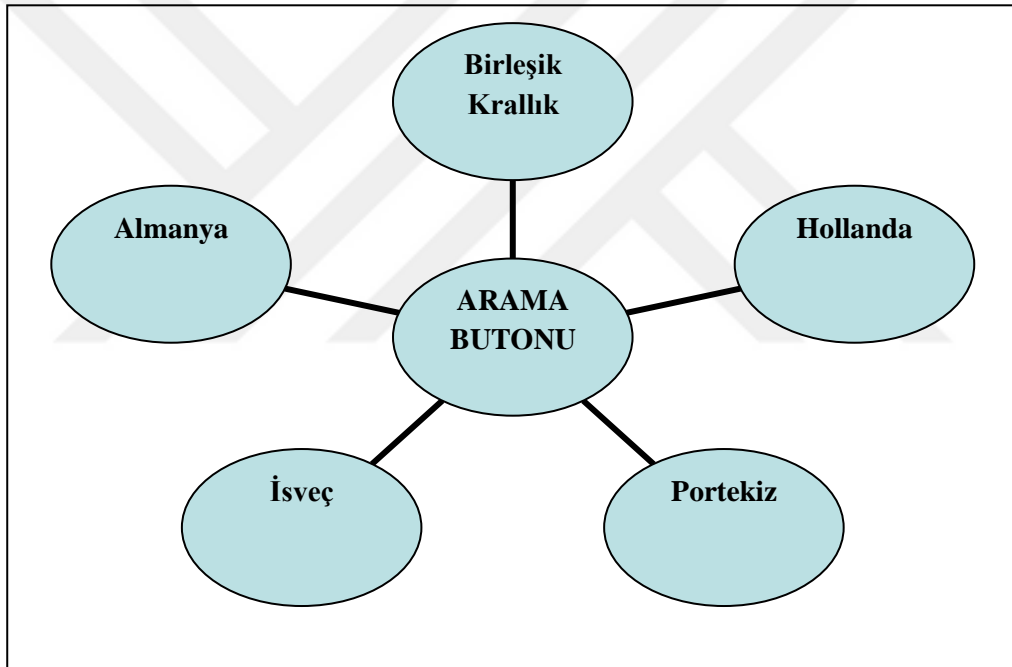 Birleşik
Krallık
Almanya
Hollanda
ARAMA
BUTONU
İsveç
Portekiz